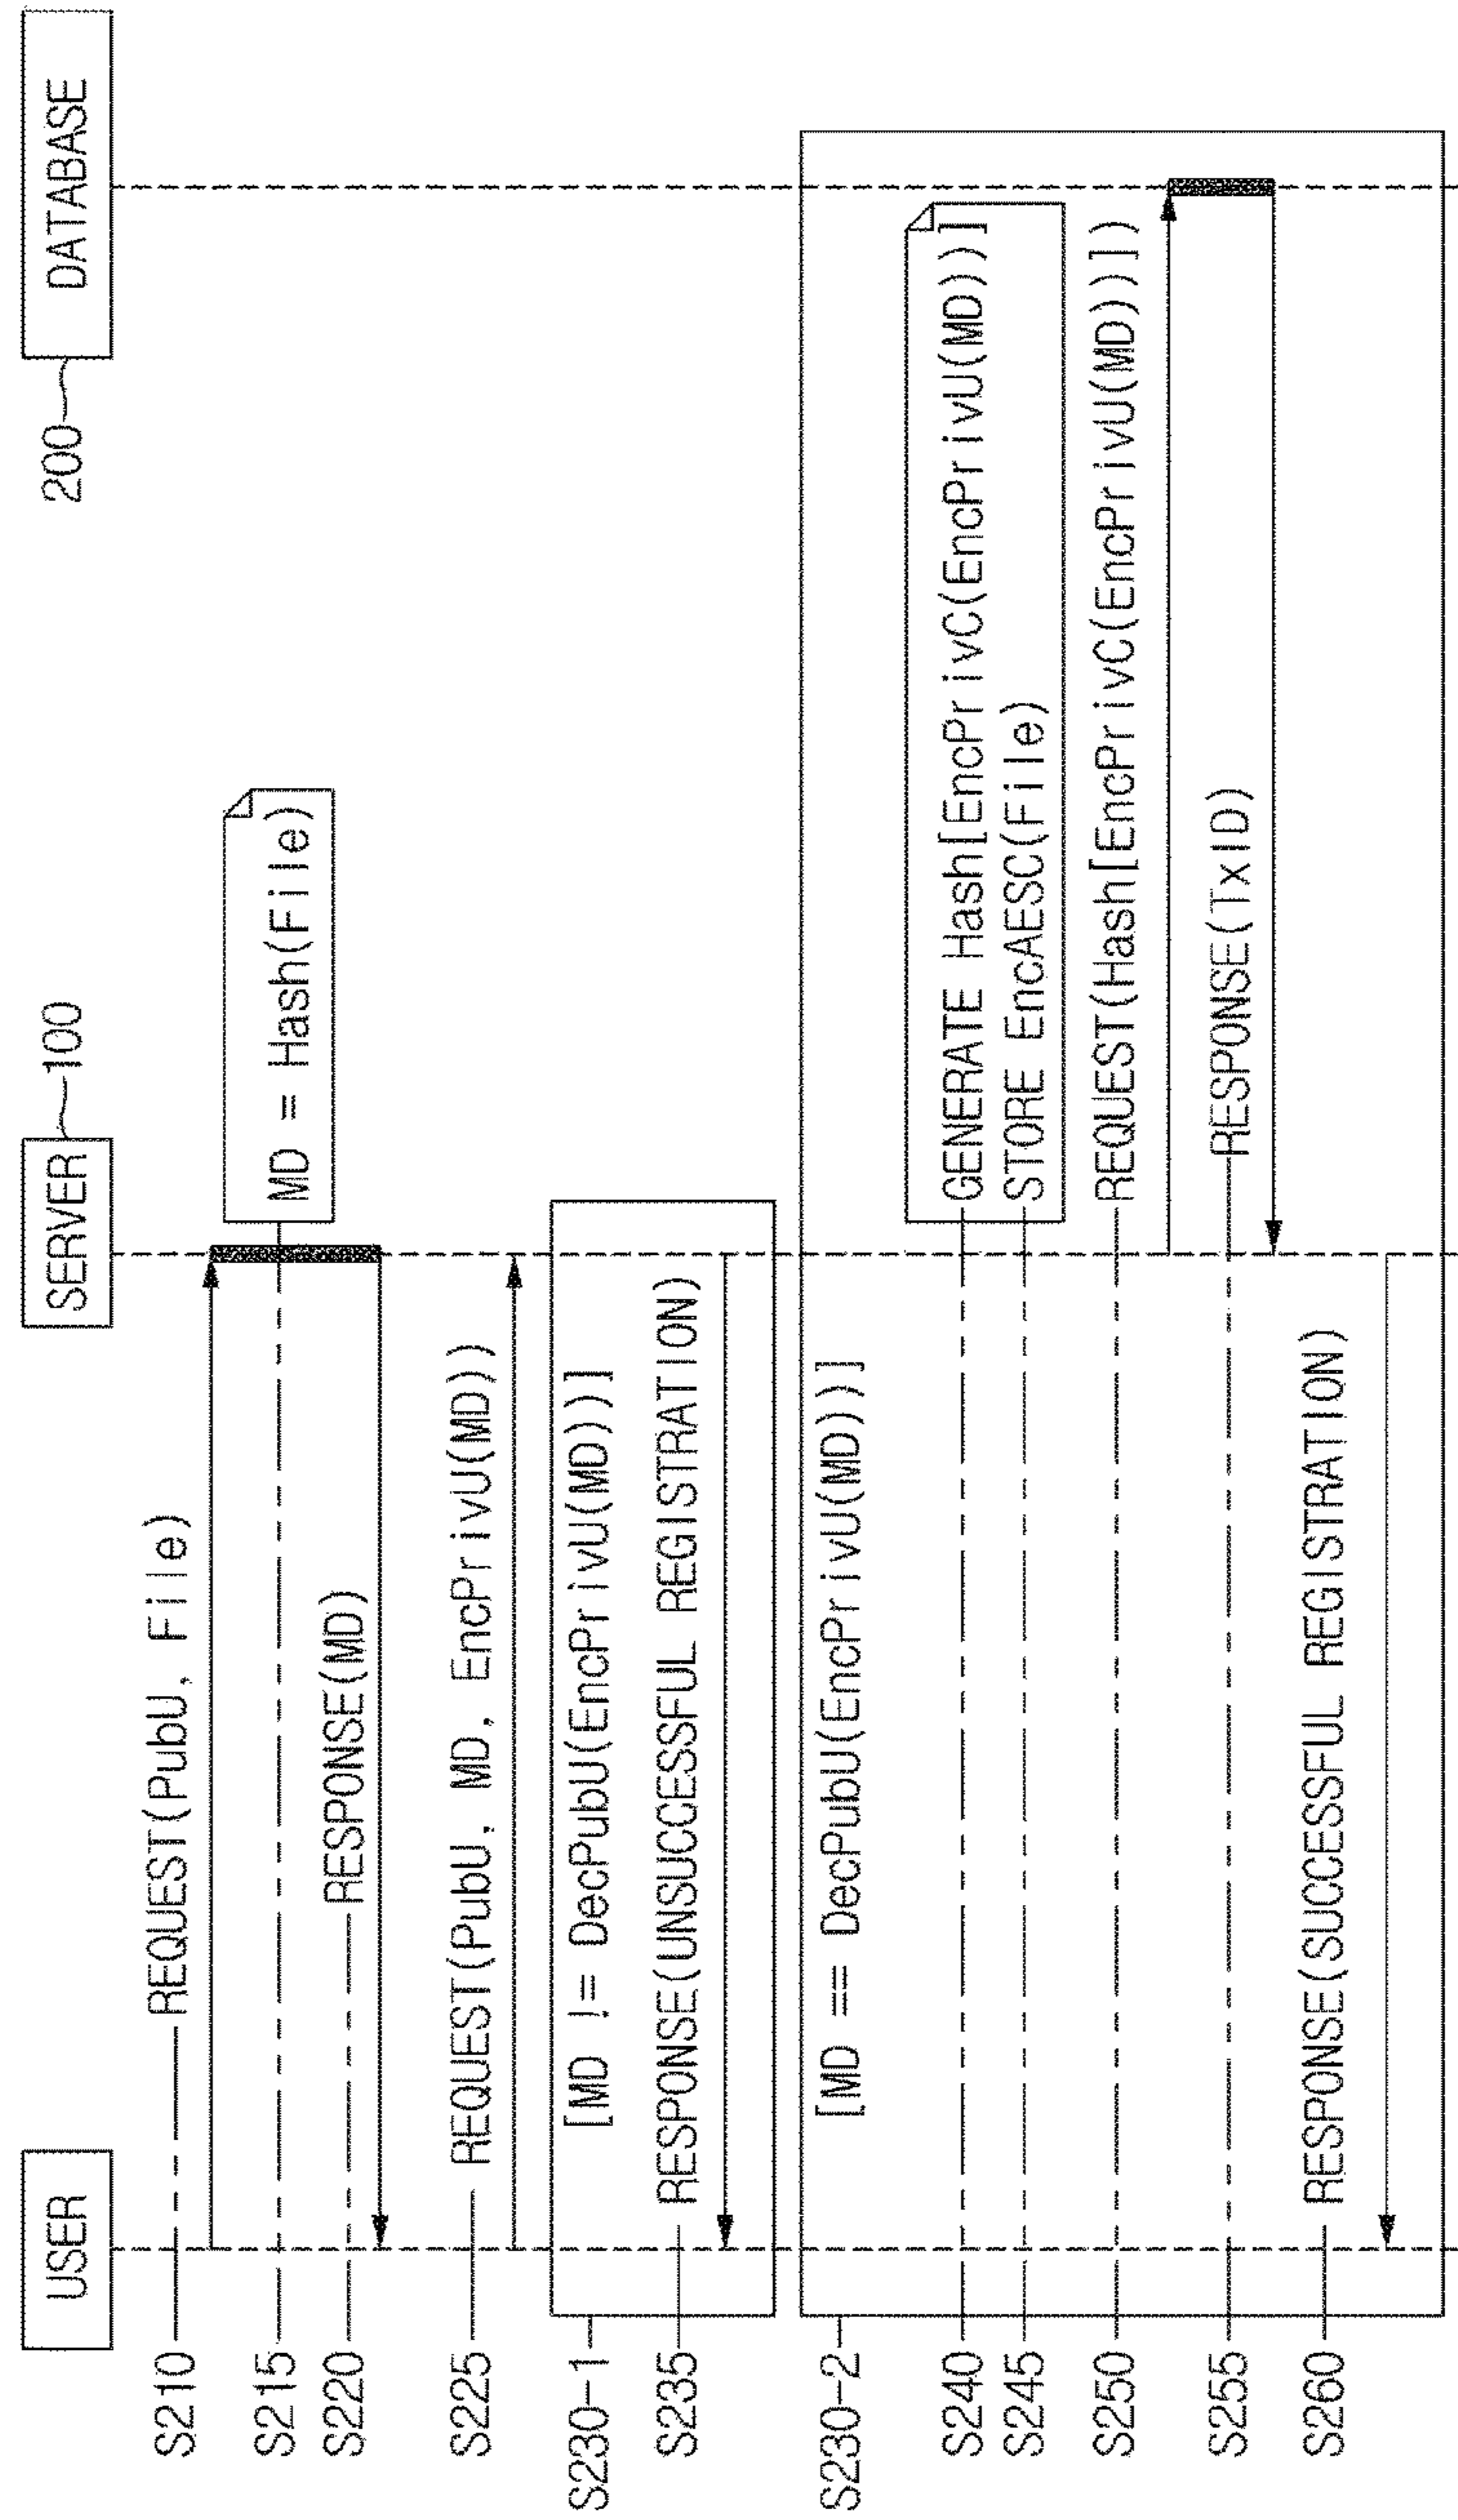 USER
SERVER 100
200 DATABASE
S210 REQUEST(PubU, File)
S215 MD = Hash(File)
S220 RESPONSE(MD)
S225 REQUEST(PubU, MD, EncPrivU(MD))
S230-1 [MD != DecPubU(EncPrivU(MD))]
S235 RESPONSE(UNSUCCESSFUL REGISTRATION)
S230-2 [MD == DecPubU(EncPrivU(MD))]
S240 GENERATE Hash[EncPrivC(EncPrivU(MD))]
S245 STORE EncAESC(File)
S250 REQUEST(Hash[EncPrivC(EncPrivU(MD))])
S255 RESPONSE(TxID)
S260 RESPONSE(SUCCESSFUL REGISTRATION)